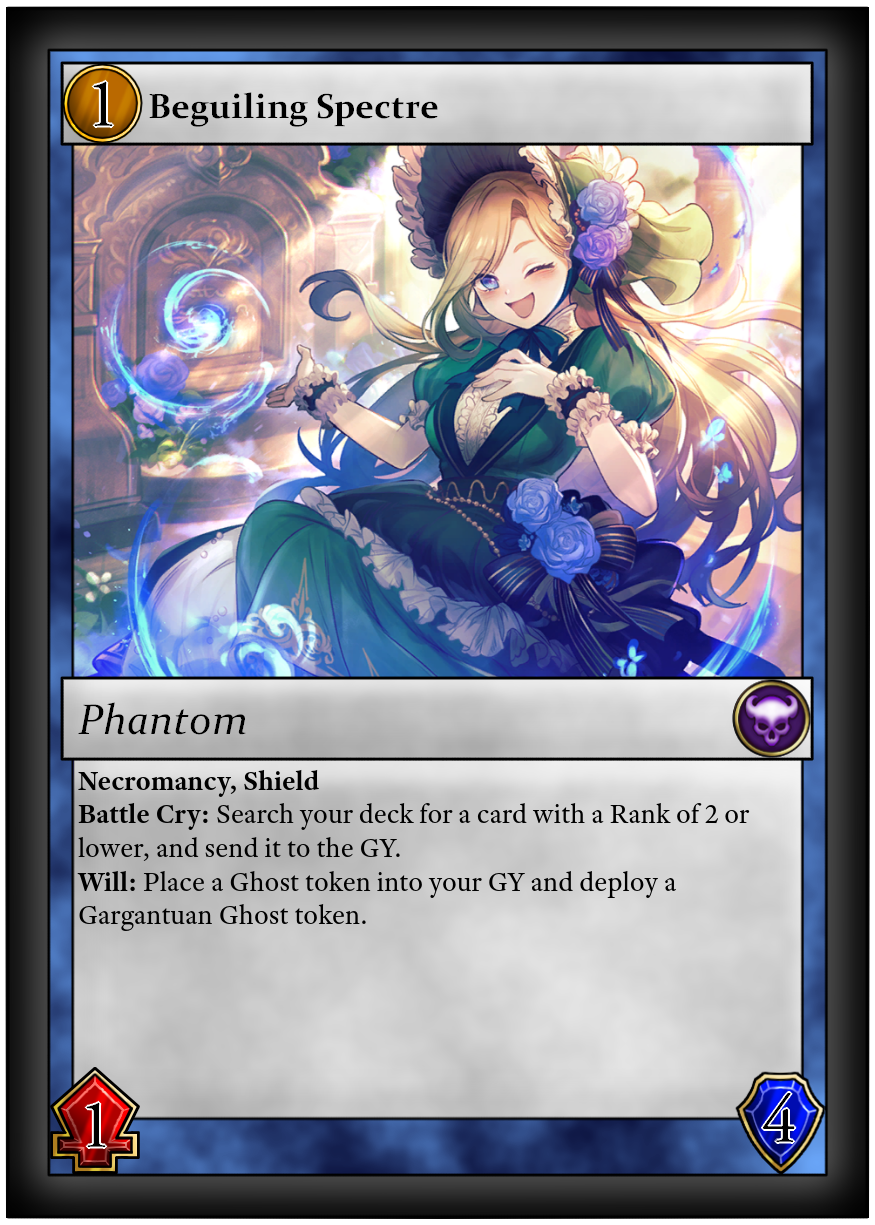 1 Beguiling Spectre
Phantom
Necromancy, Shield
Battle Cry: Search your deck for a card with a Rank of 2 or
lower, and send it to the GY.
Will: Place a Ghost token into your GY and deploy a
Gargantuan Ghost token.
1 4